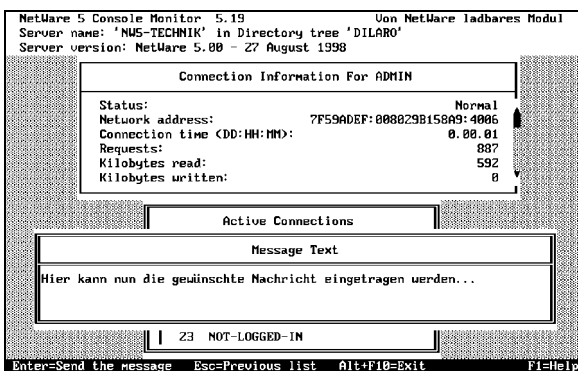 NetWare 5 Console Monitor 5.19 Von NetWare ladbares Modul
Server name: 'NW5-TECHNIK' in Directory tree 'DILARO'
Server version: NetWare 5.00 - 27 August 1998
Connection Information For ADMIN
Status: Normal
Network address: 7F59ADEF:008029B158A9:4006
Connection time (DD:HH:MM): 0.00.01
Requests: 887
Kilobytes read: 592
Kilobytes written: 0
Active Connections
Message Text
Hier kann nun die gewünschte Nachricht eingetragen werden...
23 NOT-LOGGED-IN
Enter=Send the message Esc=Previous list Alt+F10=Exit F1=Help